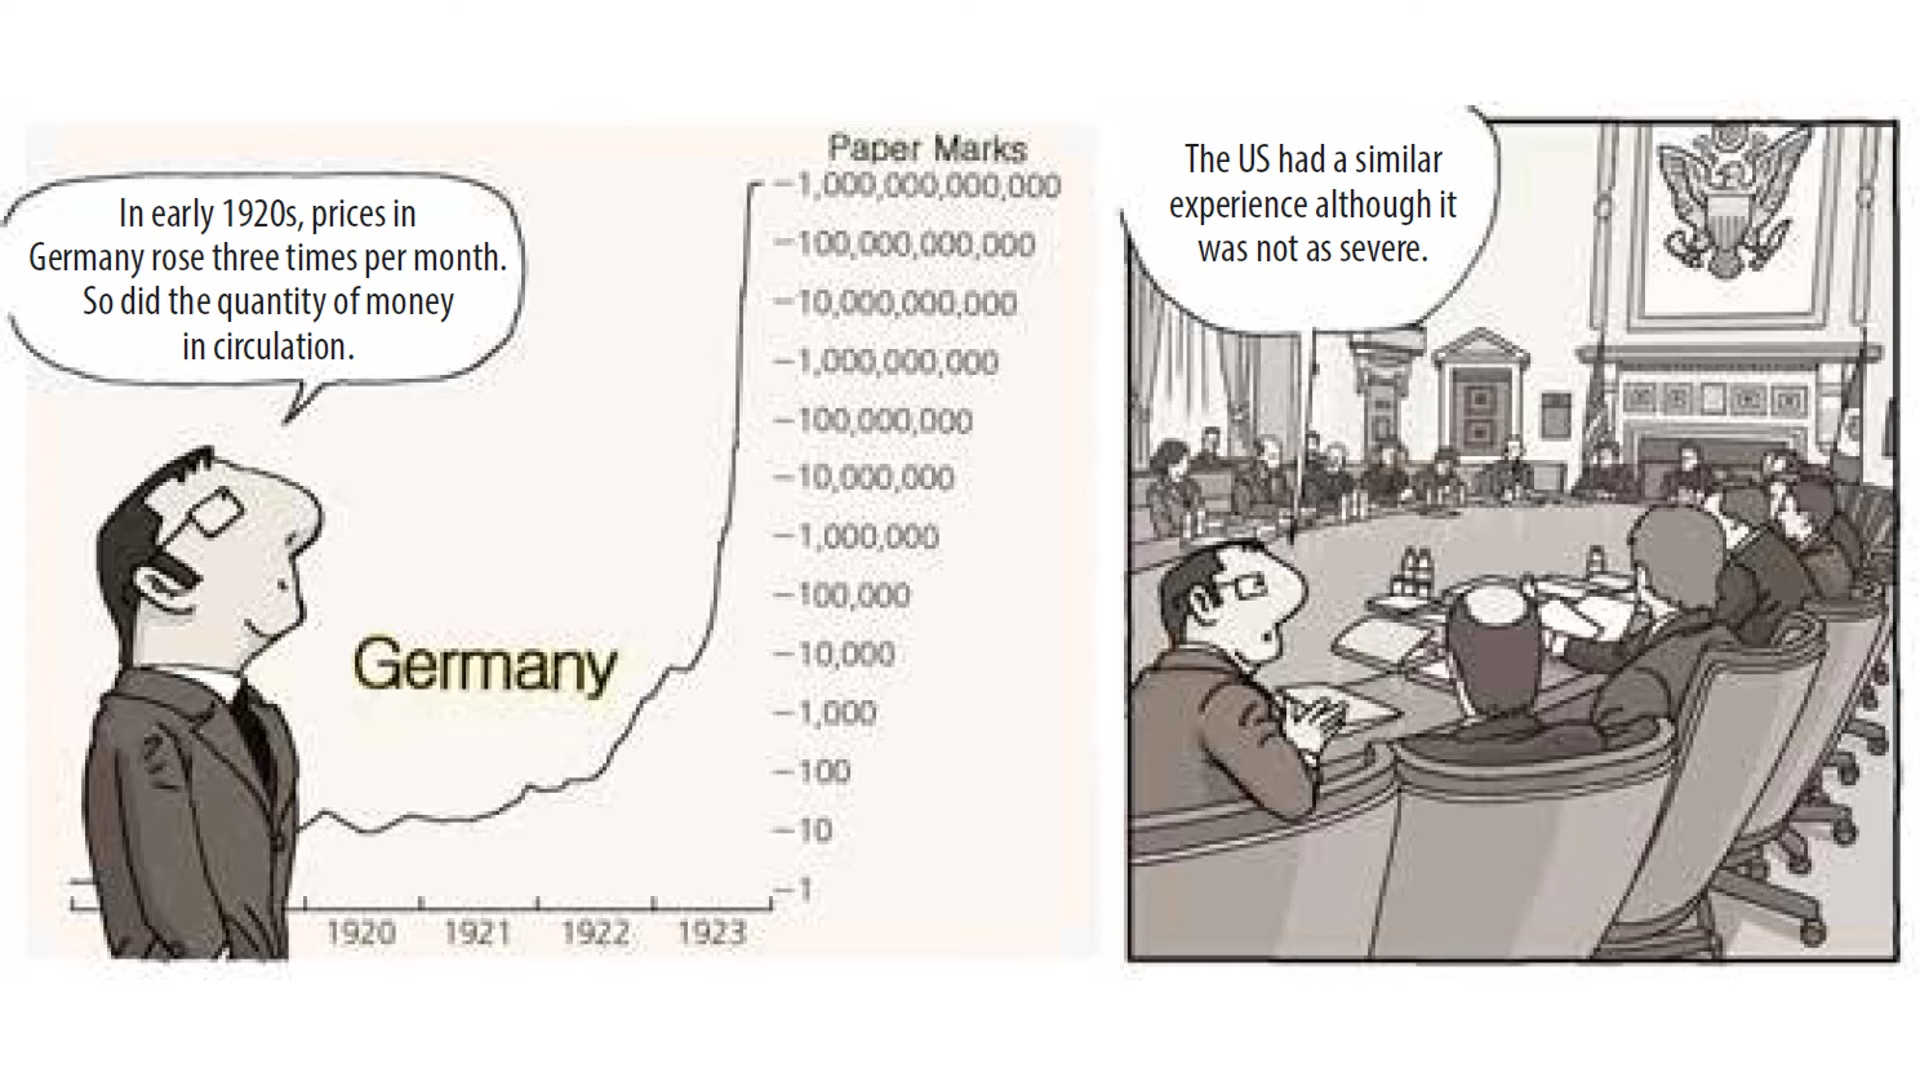 In early 1920s, prices in
Germany rose three times per month.
So did the quantity of money
in circulation.
Germany
Paper Marks
1,000,000,000,000
100,000,000,000
10,000,000,000
1,000,000,000
100,000,000
10,000,000
1,000,000
100,000
10,000
1,000
100
10
1
1920 1921 1922 1923
The US had a similar
experience although it
was not as severe.